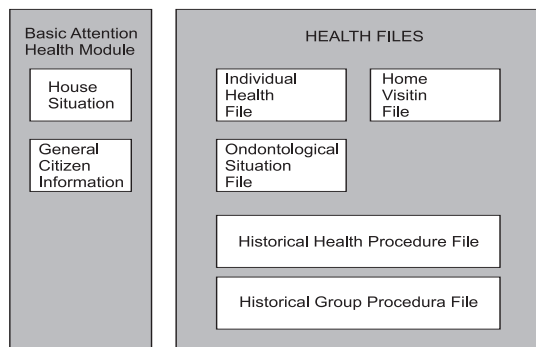 Basic Attention
Health Module
House
Situation
General
Citizen
Information
HEALTH FILES
Individual
Health
File
Home
Visitin
File
Ondontological
Situation
File
Historical Health Procedure File
Historical Group Procedura File